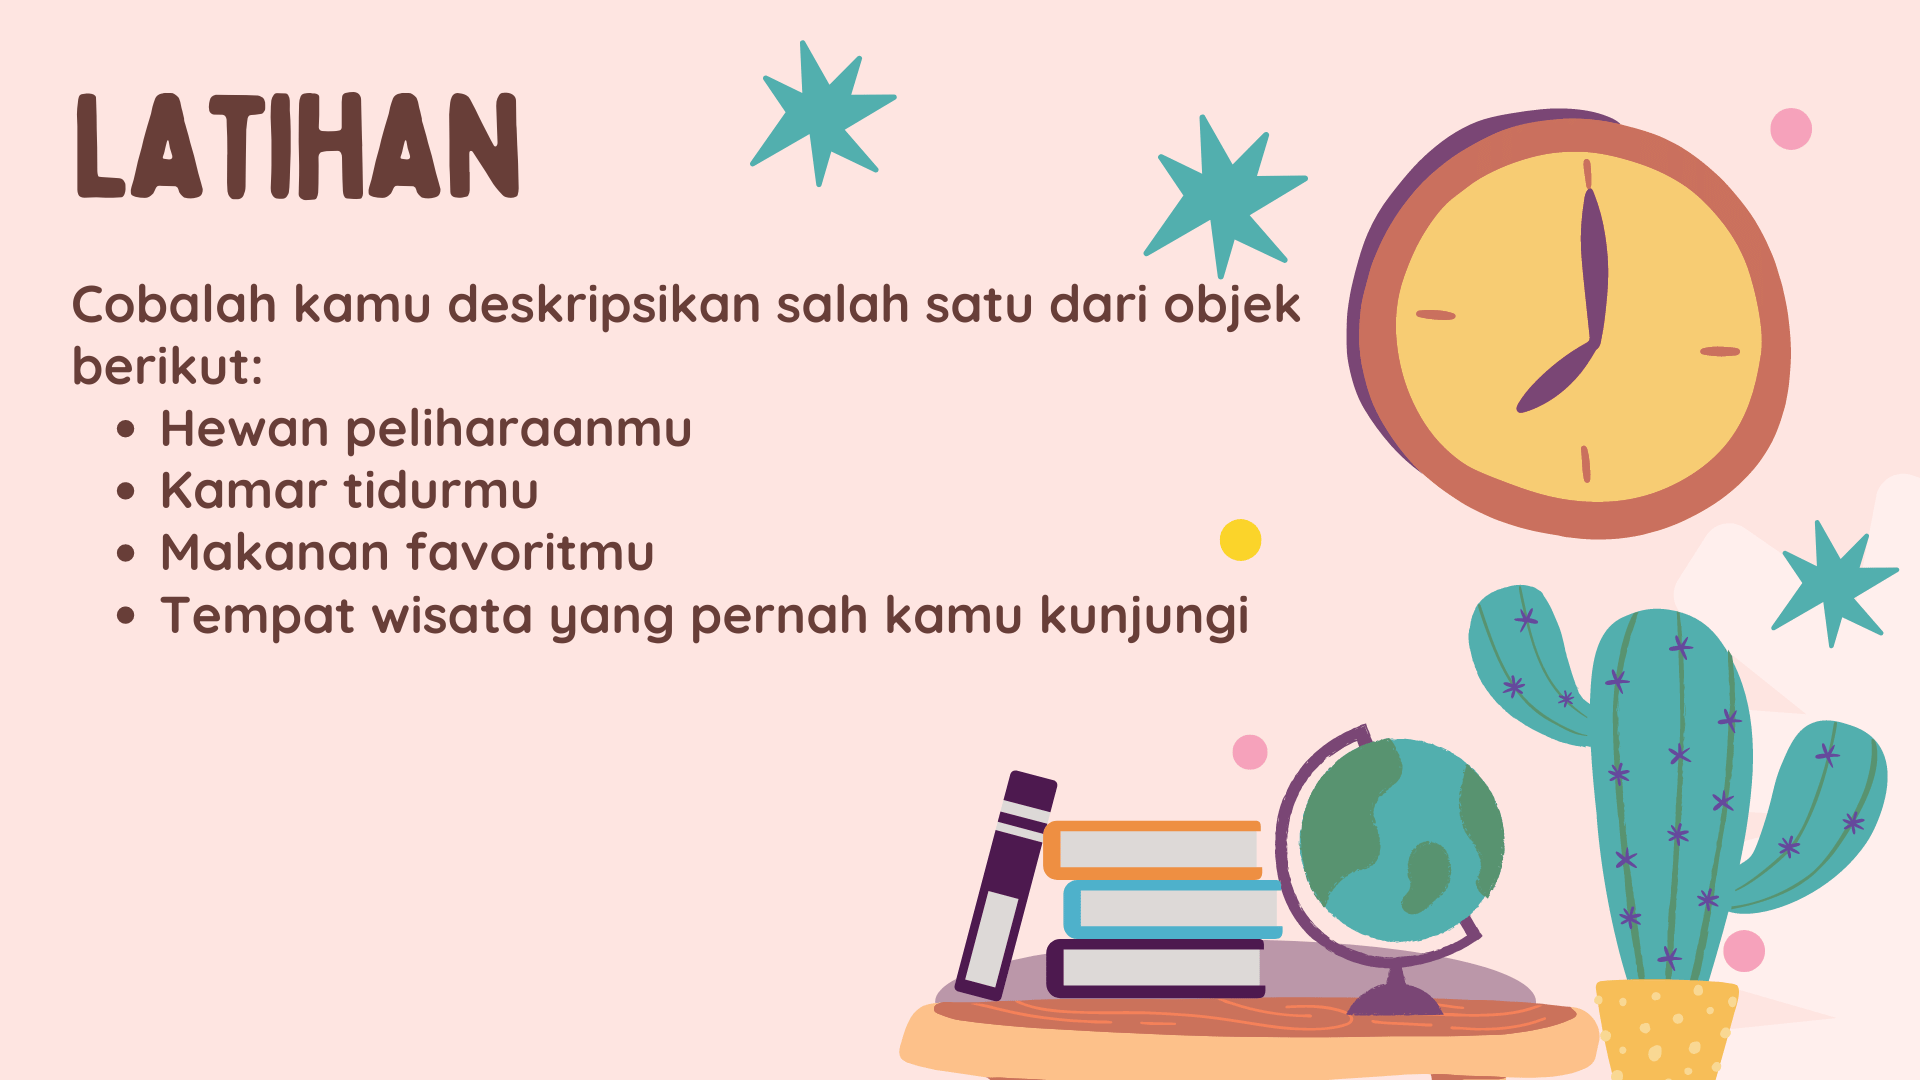 LATIHAN
Cobalah kamu deskripsikan salah satu dari objek
berikut:
• Hewan peliharaanmu
• Kamar tidurmu
• Makanan favoritmu
• Tempat wisata yang pernah kamu kunjungi